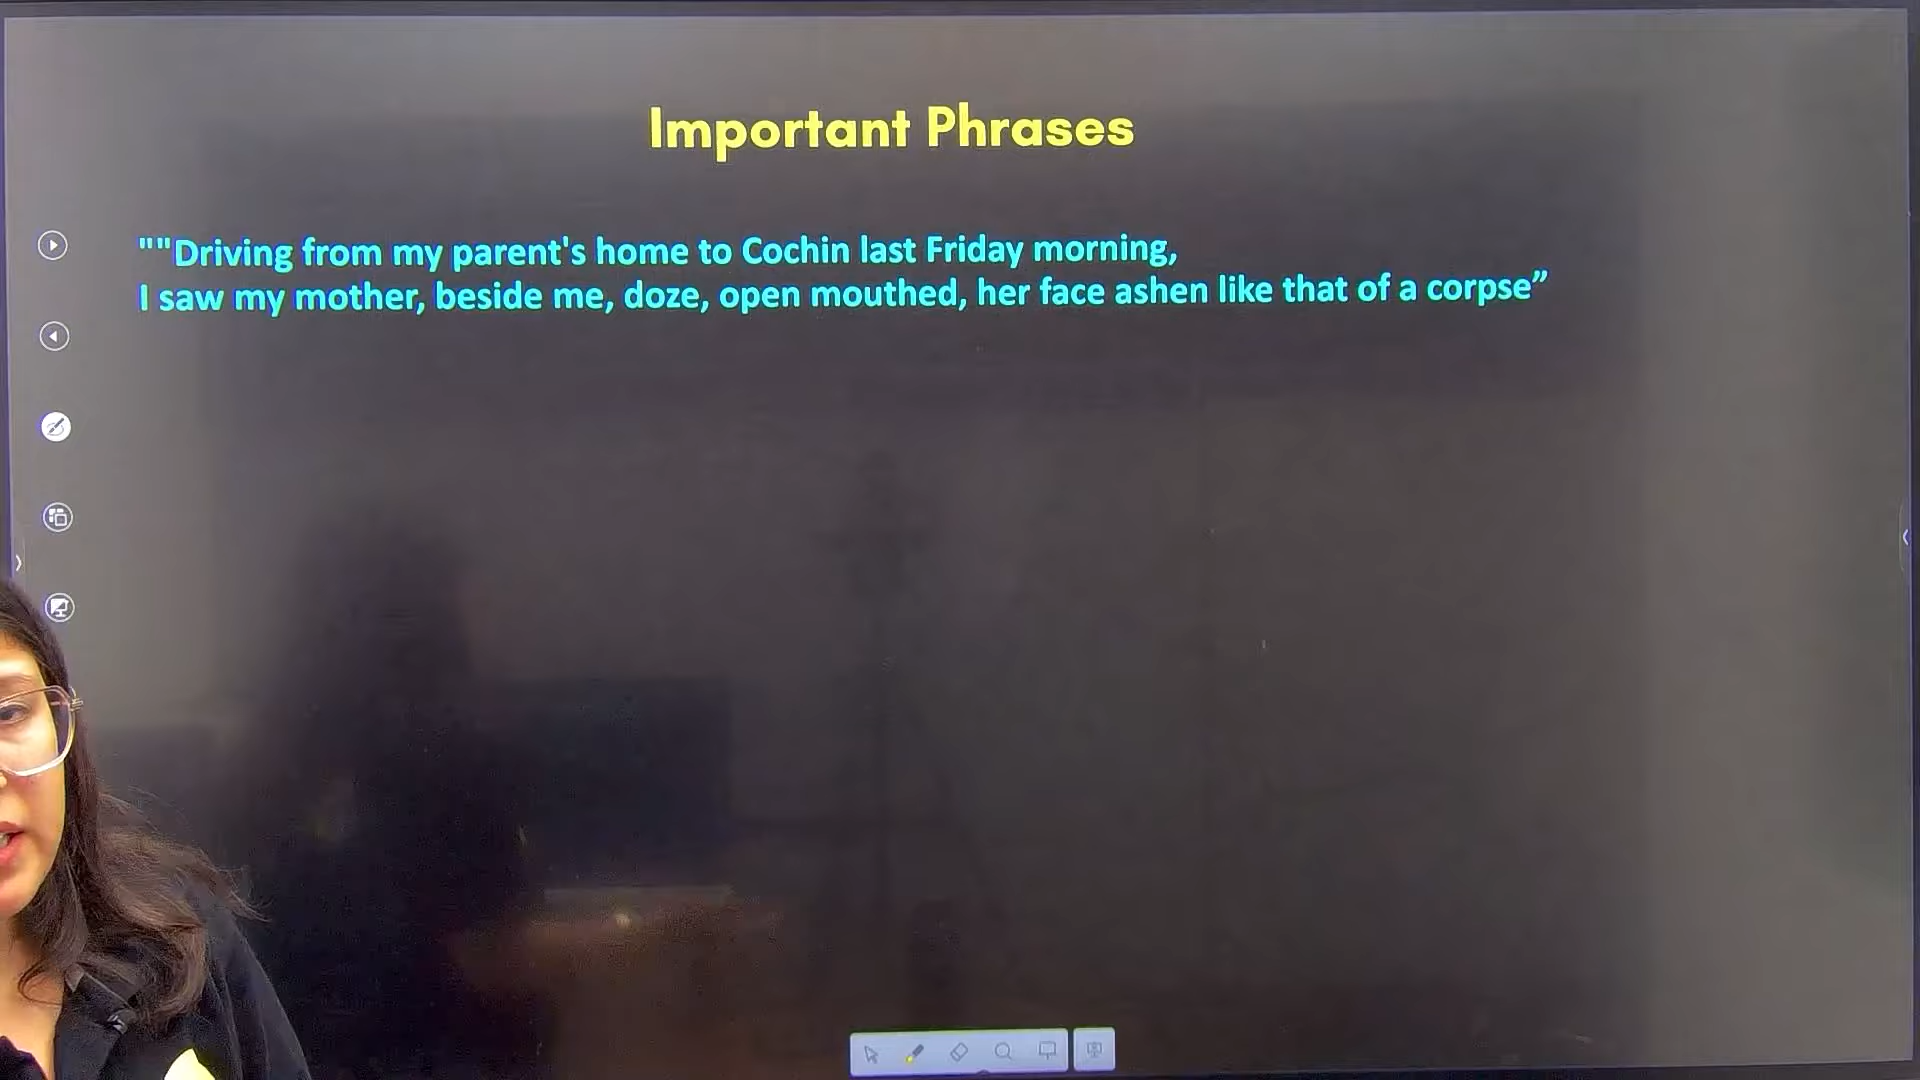 Important Phrases
""Driving from my parent's home to Cochin last Friday morning,
I saw my mother, beside me, doze, open mouthed, her face ashen like that of a corpse”